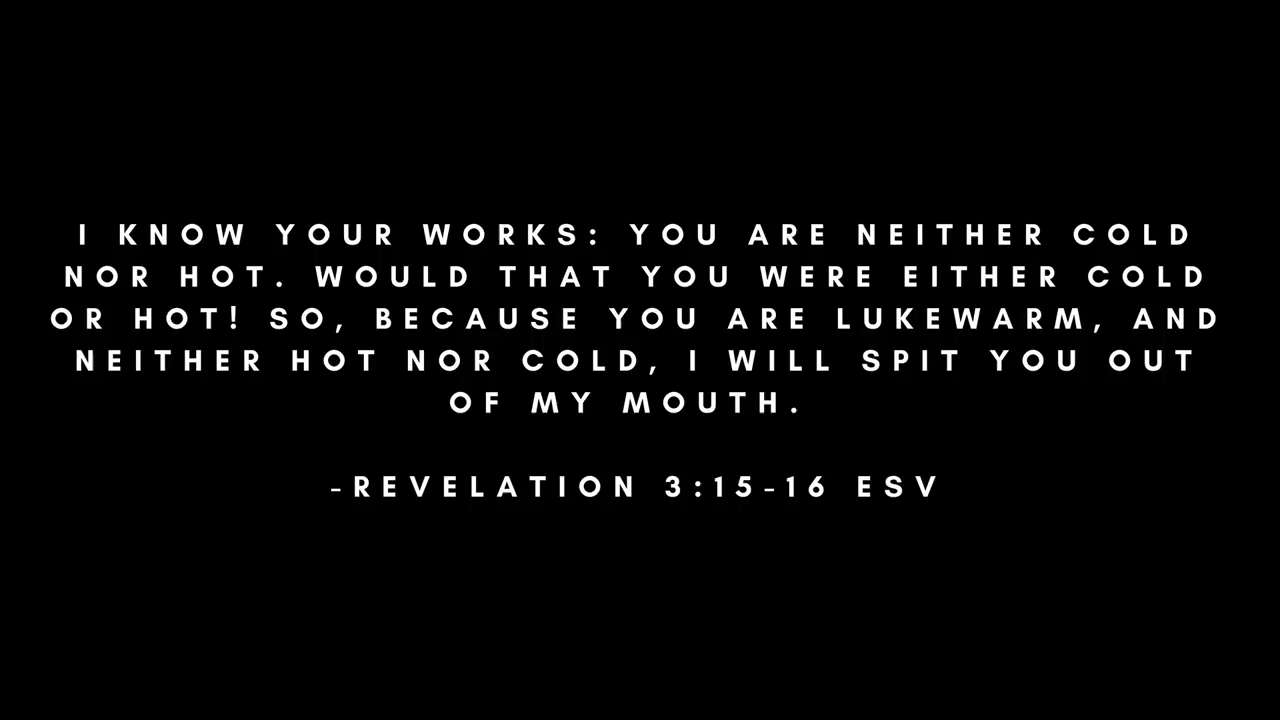 I KNOW YOUR WORKS: YOU ARE NEITHER COLD
NOR HOT. WOULD THAT YOU WERE EITHER COLD
OR HOT! SO, BECAUSE YOU ARE LUKEWARM, AND
NEITHER HOT NOR COLD, I WILL SPIT YOU OUT
OF MY MOUTH.
-REVELATION 3:15-16 ESV